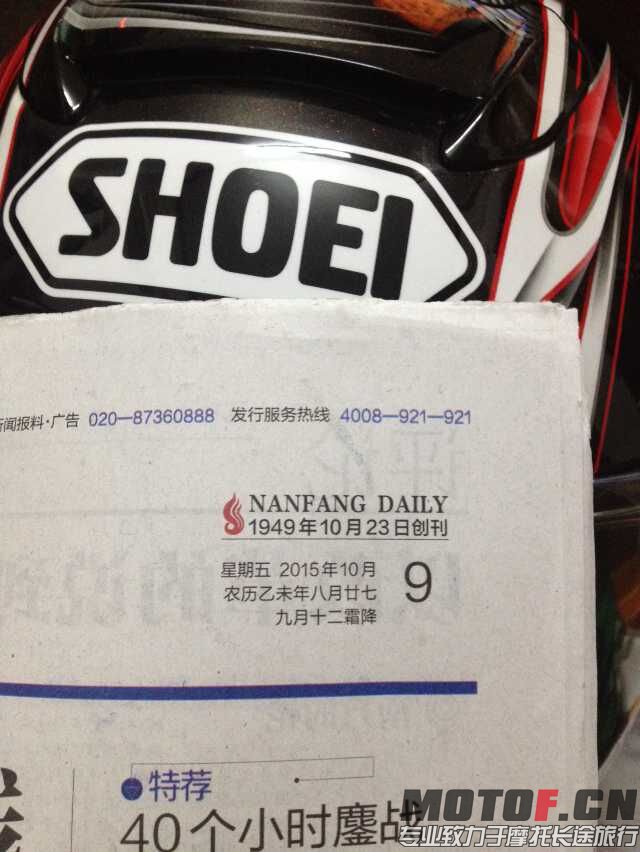 SHOEI
闻报料·广告 020—87360888 发行服务热线 4008—921—921
NANFANG DAILY
1949年10月23日创刊
星期五 2015年10月 9
农历乙未年八月廿七
九月十二霜降
特荐
40个小时鏖战
MOTOF.CN
专业致力于摩托长途旅行